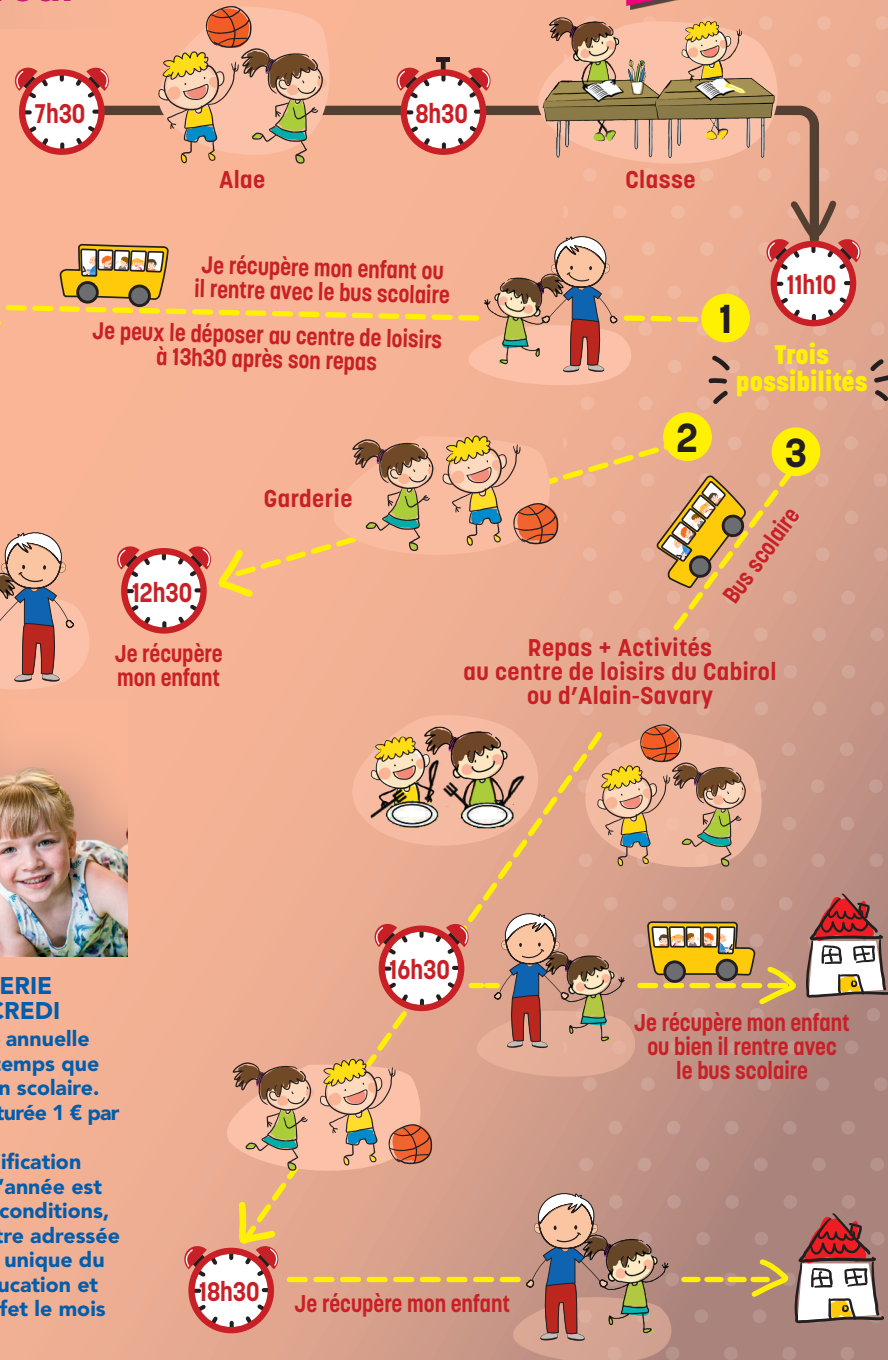 7h30
8h30
Alae
Classe
11h10
Trois
possibilités
1
Je récupère mon enfant ou
il rentre avec le bus scolaire
Je peux le déposer au centre de loisirs
à 13h30 après son repas
2
Garderie
12h30
Je récupère
mon enfant
3
Bus scolaire
Repas + Activités
au centre de loisirs du Cabirol
ou d'Alain-Savary
16h30
Je récupère mon enfant
ou bien il rentre avec
le bus scolaire
18h30
Je récupère mon enfant
ERIE
CREDI
annuelle
temps que
n scolaire.
turée 1 € par
ification
'année est
conditions,
tre adressée
unique du
ucation et
fet le mois